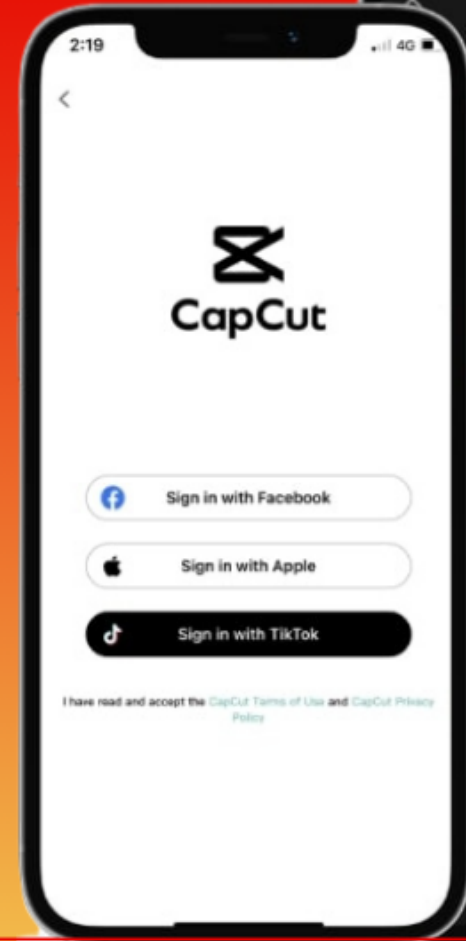 2:19
4G
CapCut
Sign in with Facebook
Sign in with Apple
Sign in with TikTok
I have read and accept the CapCut Terms of Use and CapCut Privacy
Policy